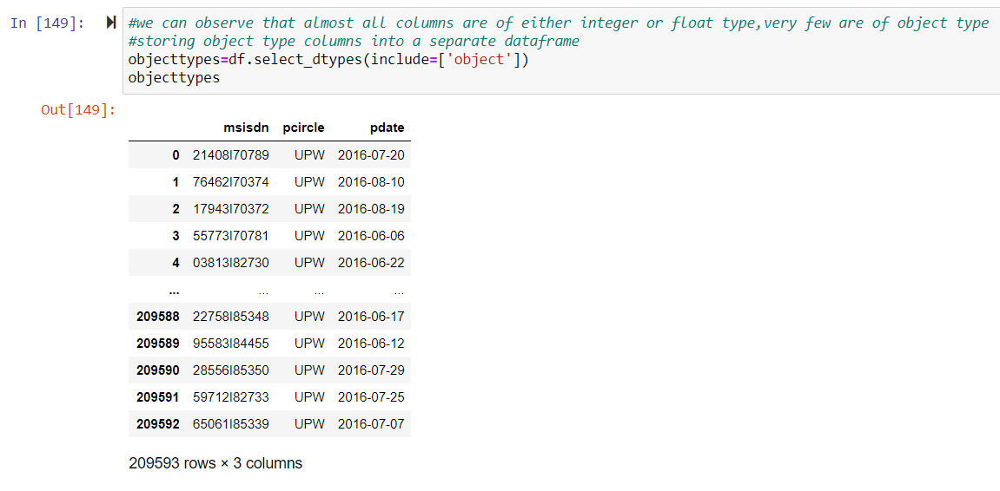 In [149]: #we can observe that almost all columns are of either integer or float type,very few are of object type
#storing object type columns into a separate dataframe
objecttypes=df.select_dtypes(include=['object'])
objecttypes
Out[149]:
msisdn pcircle pdate
0 21408I70789 UPW 2016-07-20
1 76462I70374 UPW 2016-08-10
2 17943I70372 UPW 2016-08-19
3 55773I70781 UPW 2016-06-06
4 03813I82730 UPW 2016-06-22
... ... ... ...
209588 22758I85348 UPW 2016-06-17
209589 95583I84455 UPW 2016-06-12
209590 28556I85350 UPW 2016-07-29
209591 59712I82733 UPW 2016-07-25
209592 65061I85339 UPW 2016-07-07
209593 rows × 3 columns